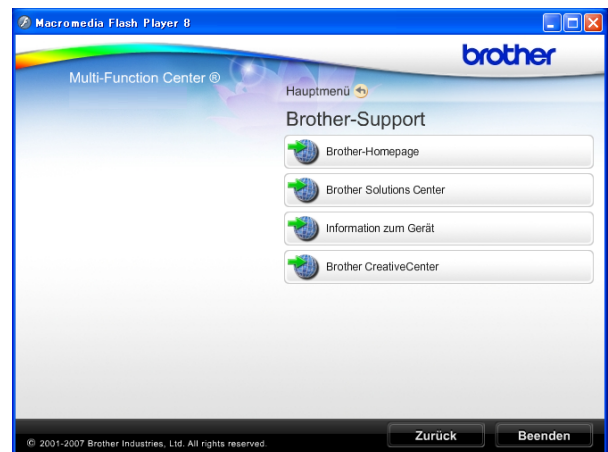 Macromedia Flash Player 8
brother
Multi-Function Center ®
Hauptmenü
Brother-Support
Brother-Homepage
Brother Solutions Center
Information zum Gerät
Brother CreativeCenter
© 2001-2007 Brother Industries, Ltd. All rights reserved.
Zurück
Beenden